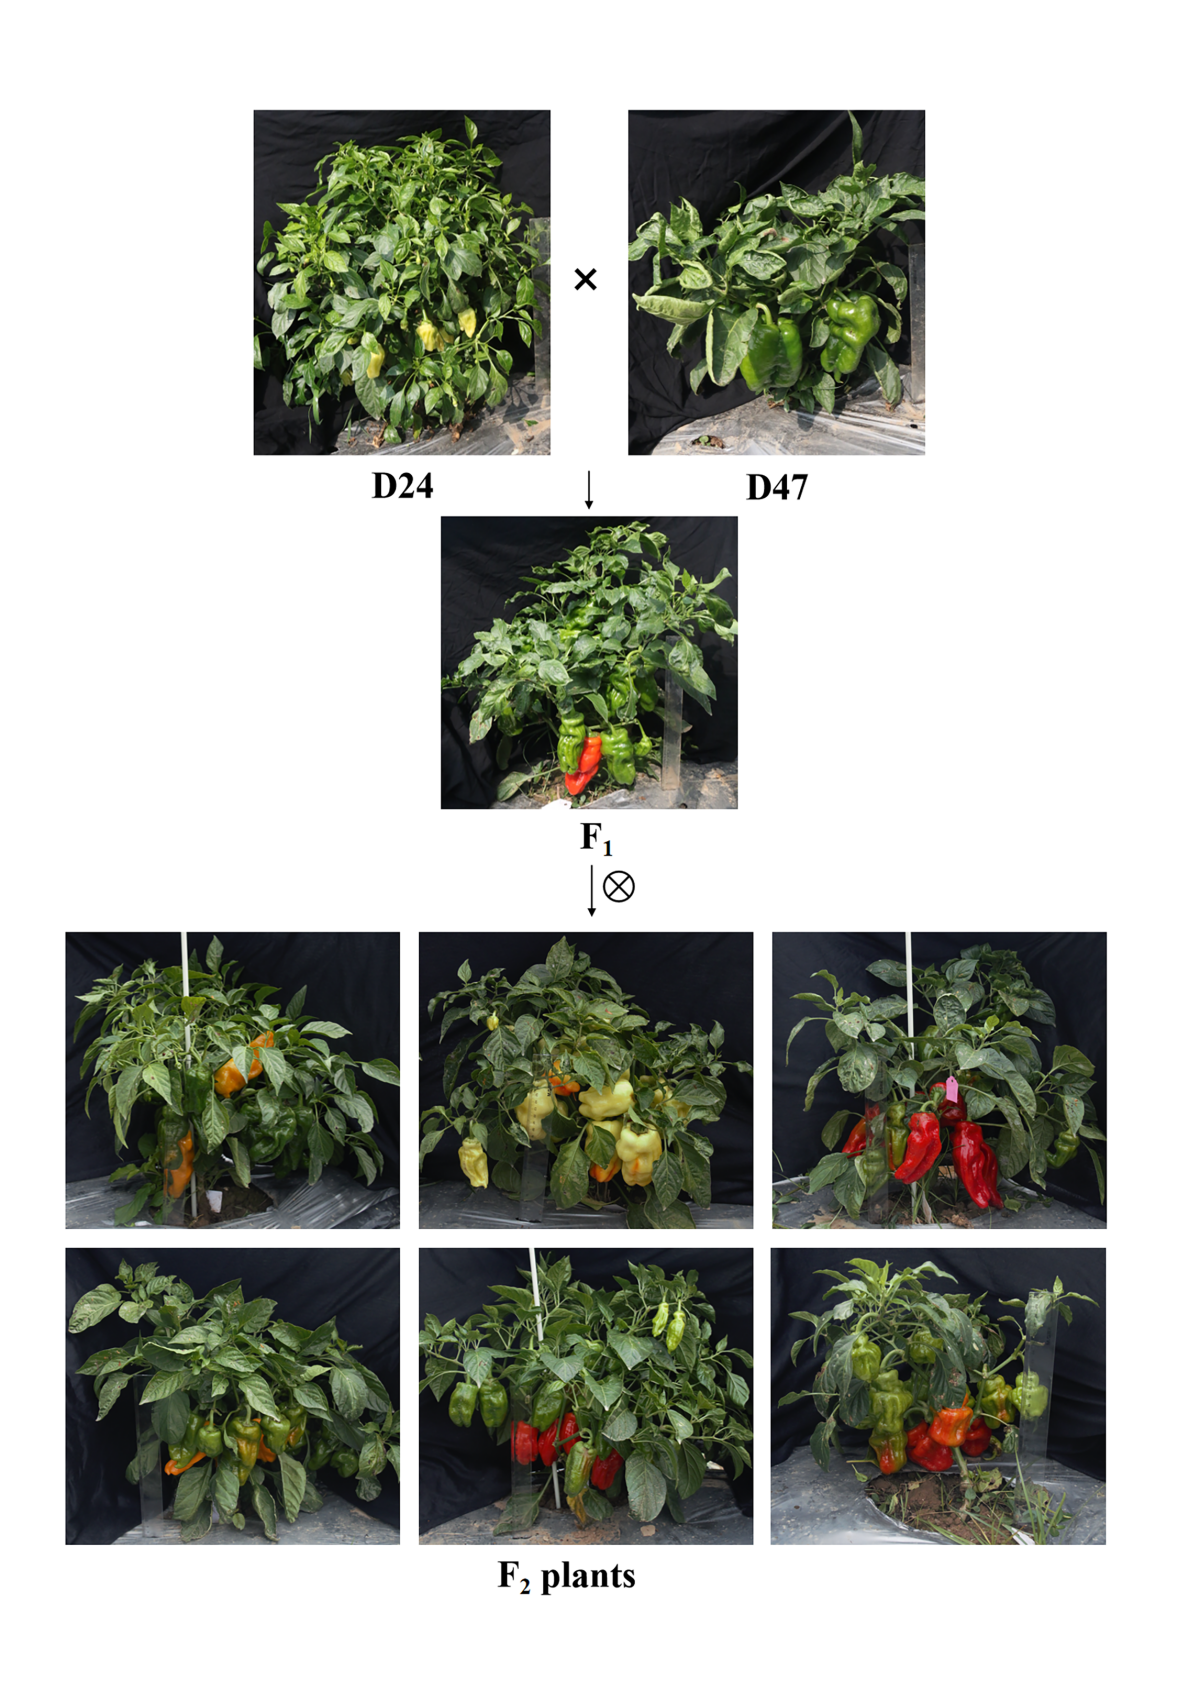 ×
D24
D47
F₁
⊗
F₂ plants